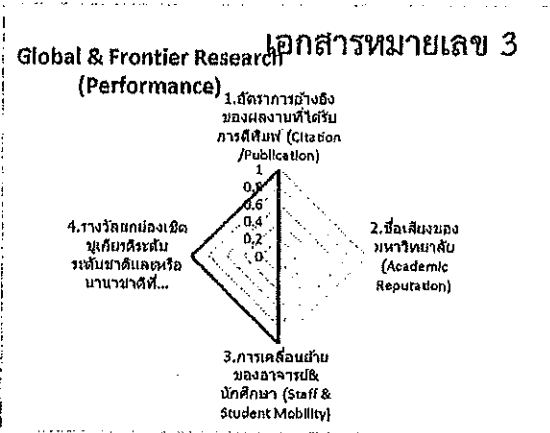 เอกสารหมายเลข 3
Global & Frontier Research
(Performance)
1.อัตราการอ้างอิง
ของผลงานที่ได้รับ
การตีพิมพ์ (Citation
/Publication)
1
0.8
0.6
0.4
0.2
0
2.ชื่อเสียงของ
มหาวิทยาลัย
(Academic
Reputation)
3.การเคลื่อนย้าย
ของอาจารย์&
นักศึกษา (Staff &
Student Mobility)
4.รางวัลยกย่องเชิด
ชูเกียรติระดับ
ระดับชาติและหรือ
นานาชาติที่...